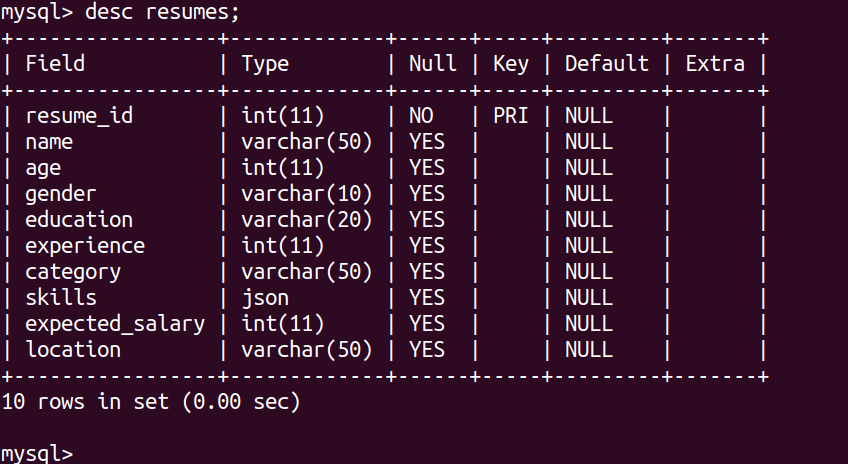 mysql> desc resumes;
+-----------------+-------------+------+-----+---------+-------+
| Field           | Type        | Null | Key | Default | Extra |
+-----------------+-------------+------+-----+---------+-------+
| resume_id       | int(11)     | NO   | PRI | NULL    |       |
| name            | varchar(50) | YES  |     | NULL    |       |
| age             | int(11)     | YES  |     | NULL    |       |
| gender          | varchar(10) | YES  |     | NULL    |       |
| education       | varchar(20) | YES  |     | NULL    |       |
| experience      | int(11)     | YES  |     | NULL    |       |
| category        | varchar(50) | YES  |     | NULL    |       |
| skills          | json        | YES  |     | NULL    |       |
| expected_salary | int(11)     | YES  |     | NULL    |       |
| location        | varchar(50) | YES  |     | NULL    |       |
+-----------------+-------------+------+-----+---------+-------+
10 rows in set (0.00 sec)
mysql>